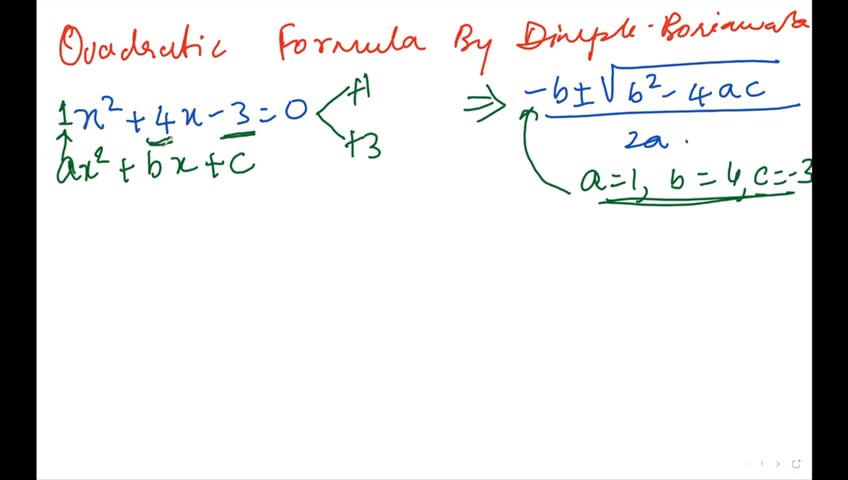 Quadratic Formula By Dimple Boriawala
1x² + 4x - 3 = 0 < +1 +3
ax² + bx + c
⇒ -b ± √b² - 4ac / 2a .
a = 1, b = 4, c = -3